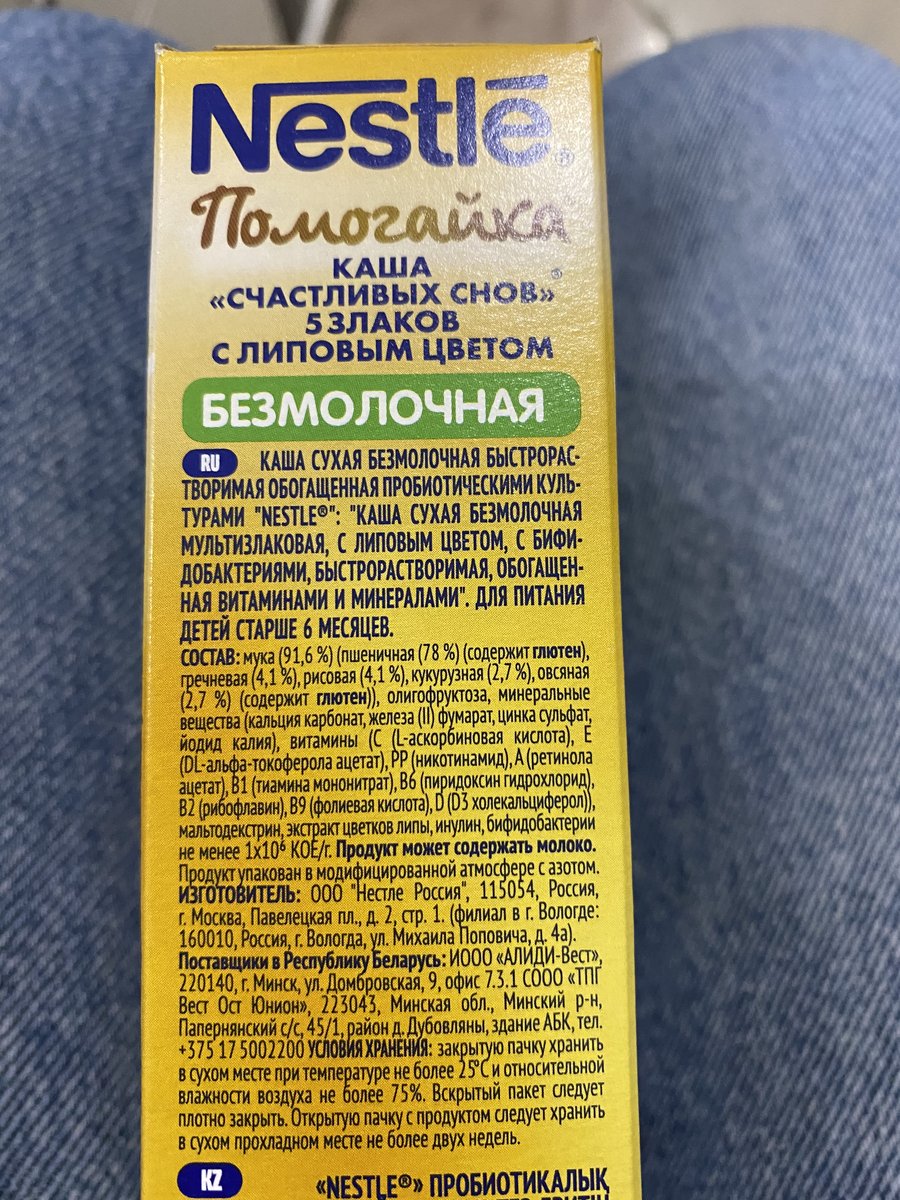 Nestlē®
Помогайка
КАША
«СЧАСТЛИВЫХ СНОВ»®
5 ЗЛАКОВ
С ЛИПОВЫМ ЦВЕТОМ
БЕЗМОЛОЧНАЯ
RU КАША СУХАЯ БЕЗМОЛОЧНАЯ БЫСТРОРАС-
ТВОРИМАЯ ОБОГАЩЕННАЯ ПРОБИОТИЧЕСКИМИ КУЛЬ-
ТУРАМИ "NESTLE®": "КАША СУХАЯ БЕЗМОЛОЧНАЯ
МУЛЬТИЗЛАКОВАЯ, С ЛИПОВЫМ ЦВЕТОМ, С БИФИ-
ДОБАКТЕРИЯМИ, БЫСТРОРАСТВОРИМАЯ, ОБОГАЩЕН-
НАЯ ВИТАМИНАМИ И МИНЕРАЛАМИ". ДЛЯ ПИТАНИЯ
ДЕТЕЙ СТАРШЕ 6 МЕСЯЦЕВ.
СОСТАВ: мука (91,6 %) (пшеничная (78 %) (содержит глютен),
гречневая (4,1 %), рисовая (4,1 %), кукурузная (2,7 %), овсяная
(2,7 %) (содержит глютен)), олигофруктоза, минеральные
вещества (кальция карбонат, железа (II) фумарат, цинка сульфат,
йодид калия), витамины (C (L-аскорбиновая кислота), E
(DL-альфа-токоферола ацетат), PP (никотинамид), A (ретинола
ацетат), B1 (тиамина мононитрат), B6 (пиридоксин гидрохлорид),
B2 (рибофлавин), B9 (фолиевая кислота), D (D3 холекальциферол)),
мальтодекстрин, экстракт цветков липы, инулин, бифидобактерии
не менее 1x10⁶ КОЕ/г. Продукт может содержать молоко.
Продукт упакован в модифицированной атмосфере с азотом.
ИЗГОТОВИТЕЛЬ: ООО "Нестле Россия", 115054, Россия,
г. Москва, Павелецкая пл., д. 2, стр. 1. (филиал в г. Вологде:
160010, Россия, г. Вологда, ул. Михаила Поповича, д. 4а).
Поставщики в Республику Беларусь: ИООО «АЛИДИ-Вест»,
220140, г. Минск, ул. Домбровская, 9, офис 7.3.1 СООО «ТПГ
Вест Ост Юнион», 223043, Минская обл., Минский р-н,
Папернянский с/с, 45/1, район д. Дубовляны, здание АБК, тел.
+375 17 5002200 УСЛОВИЯ ХРАНЕНИЯ: закрытую пачку хранить
в сухом месте при температуре не более 25°C и относительной
влажности воздуха не более 75%. Вскрытый пакет следует
плотно закрыть. Открытую пачку с продуктом следует хранить
в сухом прохладном месте не более двух недель.
KZ «NESTLE®» ПРОБИОТИКАЛЫҚ